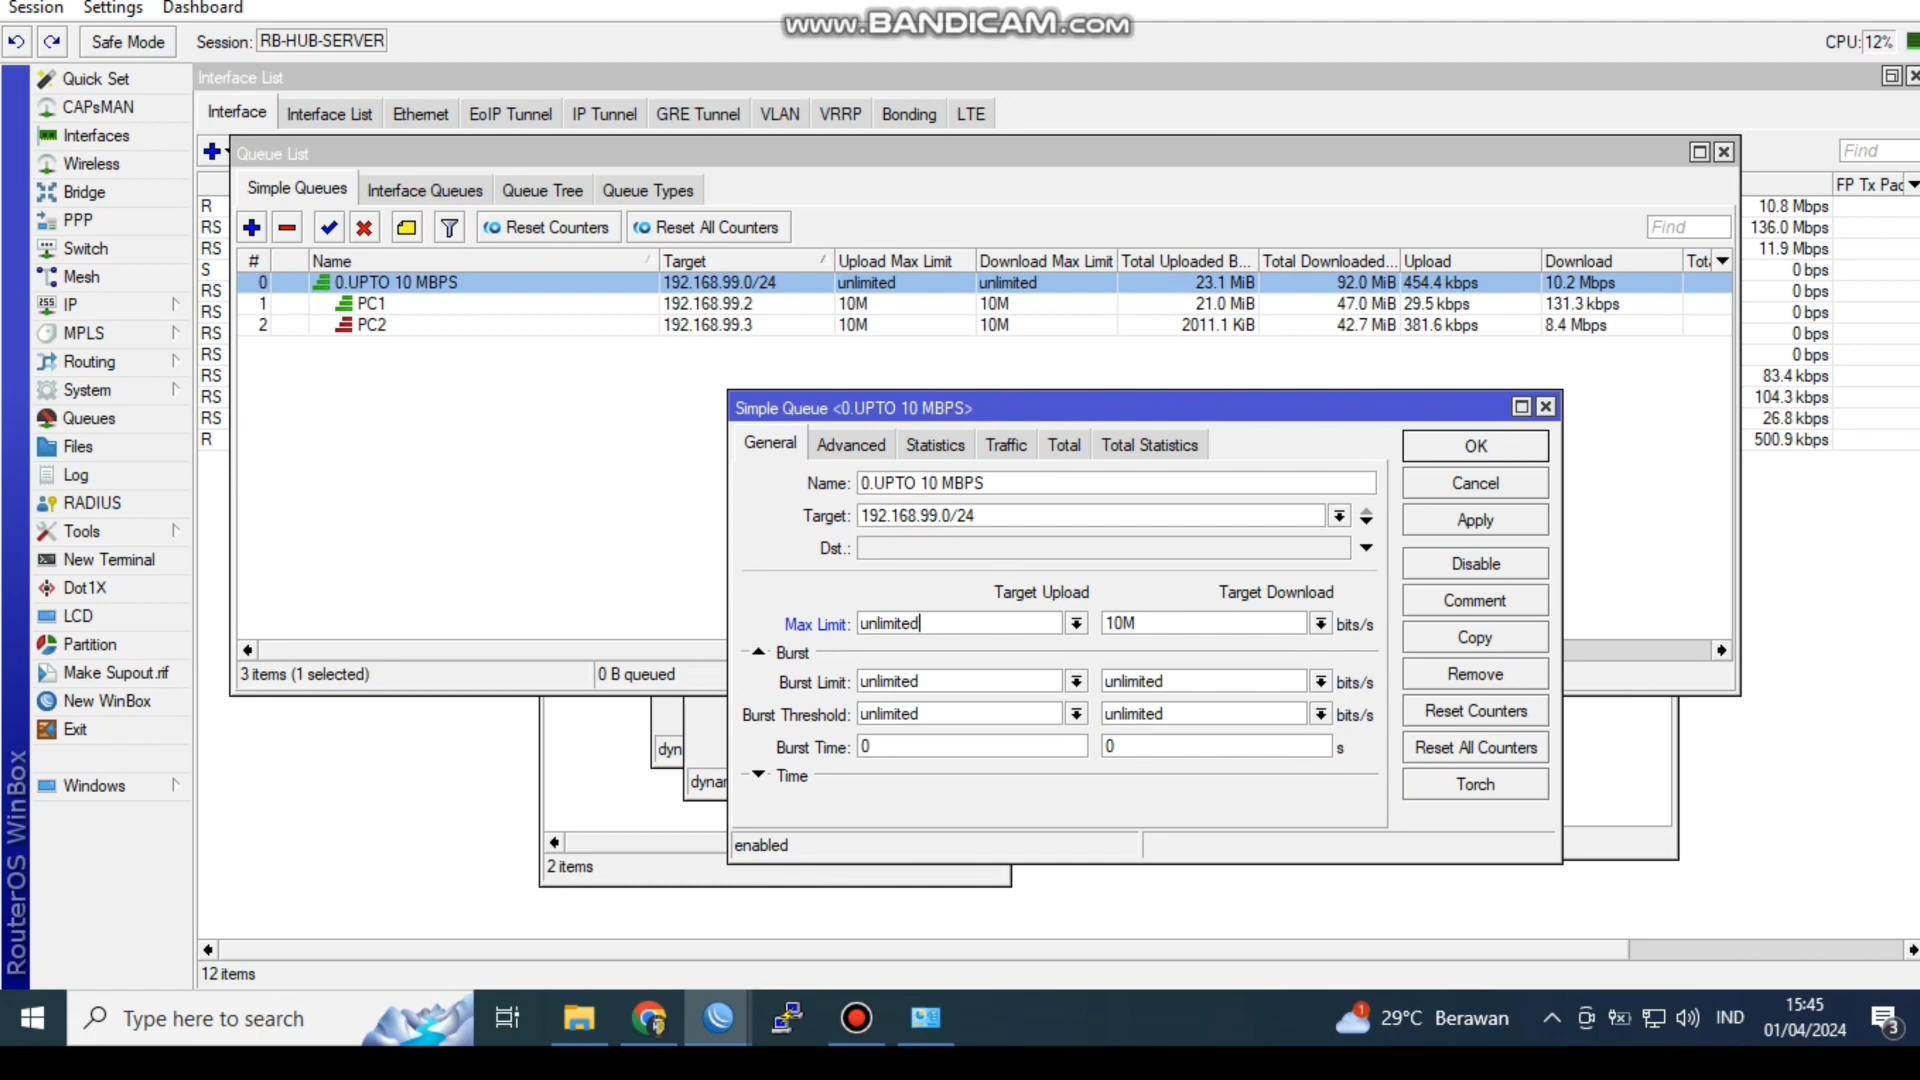 www.BANDICAM.com
Session Settings Dashboard
Safe Mode Session: RB-HUB-SERVER CPU: 12%
Quick Set
CAPsMAN
Interfaces
Wireless
Bridge
PPP
Switch
Mesh
IP
MPLS
Routing
System
Queues
Files
Log
RADIUS
Tools
New Terminal
Dot1X
LCD
Partition
Make Supout.rif
New WinBox
Exit
Windows
RouterOS WinBox
Interface List
Interface Interface List Ethernet EoIP Tunnel IP Tunnel GRE Tunnel VLAN VRRP Bonding LTE
Find
FP Tx Pac
R 10.8 Mbps
RS 136.0 Mbps
RS 11.9 Mbps
S 0 bps
RS 0 bps
RS 0 bps
RS 0 bps
RS 0 bps
RS 83.4 kbps
RS 104.3 kbps
RS 26.8 kbps
R 500.9 kbps
Queue List
Simple Queues Interface Queues Queue Tree Queue Types
Reset Counters Reset All Counters Find
# Name Target Upload Max Limit Download Max Limit Total Uploaded B... Total Downloaded... Upload Download Tot
0 0.UPTO 10 MBPS 192.168.99.0/24 unlimited unlimited 23.1 MiB 92.0 MiB 454.4 kbps 10.2 Mbps
1 PC1 192.168.99.2 10M 10M 21.0 MiB 47.0 MiB 29.5 kbps 131.3 kbps
2 PC2 192.168.99.3 10M 10M 2011.1 KiB 42.7 MiB 381.6 kbps 8.4 Mbps
3 items (1 selected) 0 B queued
Simple Queue <0.UPTO 10 MBPS>
General Advanced Statistics Traffic Total Total Statistics
Name: 0.UPTO 10 MBPS
Target: 192.168.99.0/24
Dst.:
Target Upload Target Download
Max Limit: unlimited 10M bits/s
Burst
Burst Limit: unlimited unlimited bits/s
Burst Threshold: unlimited unlimited bits/s
Burst Time: 0 0 s
Time
enabled
OK
Cancel
Apply
Disable
Comment
Copy
Remove
Reset Counters
Reset All Counters
Torch
dyn
dynar
2 items
12 items
Type here to search
1
29°C Berawan
IND
15:45
01/04/2024
3